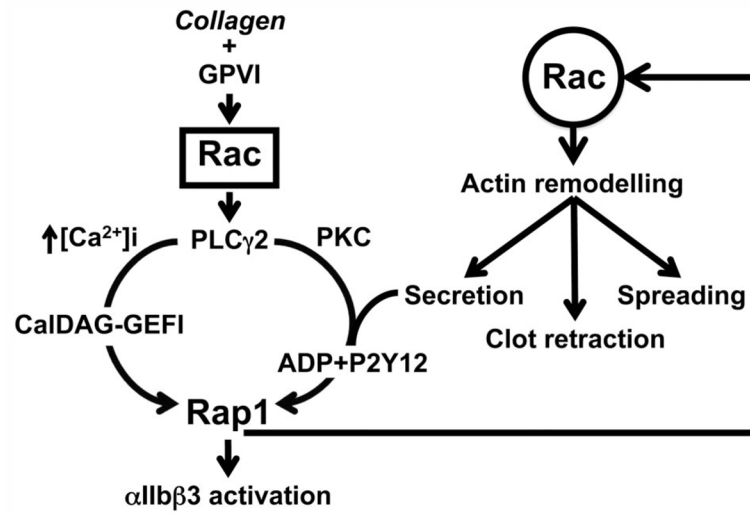 Collagen
+
GPVI
Rac
Rac
Actin remodelling
↑[Ca²⁺]i
PLCγ2
PKC
Secretion
Spreading
CalDAG-GEFI
Clot retraction
ADP+P2Y12
Rap1
αIIbβ3 activation